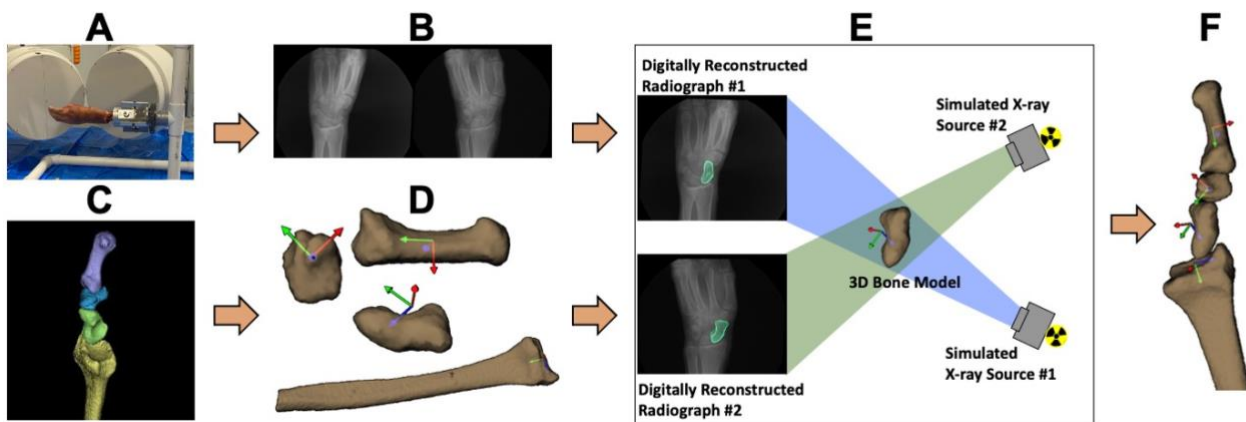 A
B
E
F
Digitally Reconstructed
Radiograph #1
Simulated X-ray
Source #2
C
D
3D Bone Model
Simulated
X-ray Source #1
Digitally Reconstructed
Radiograph #2